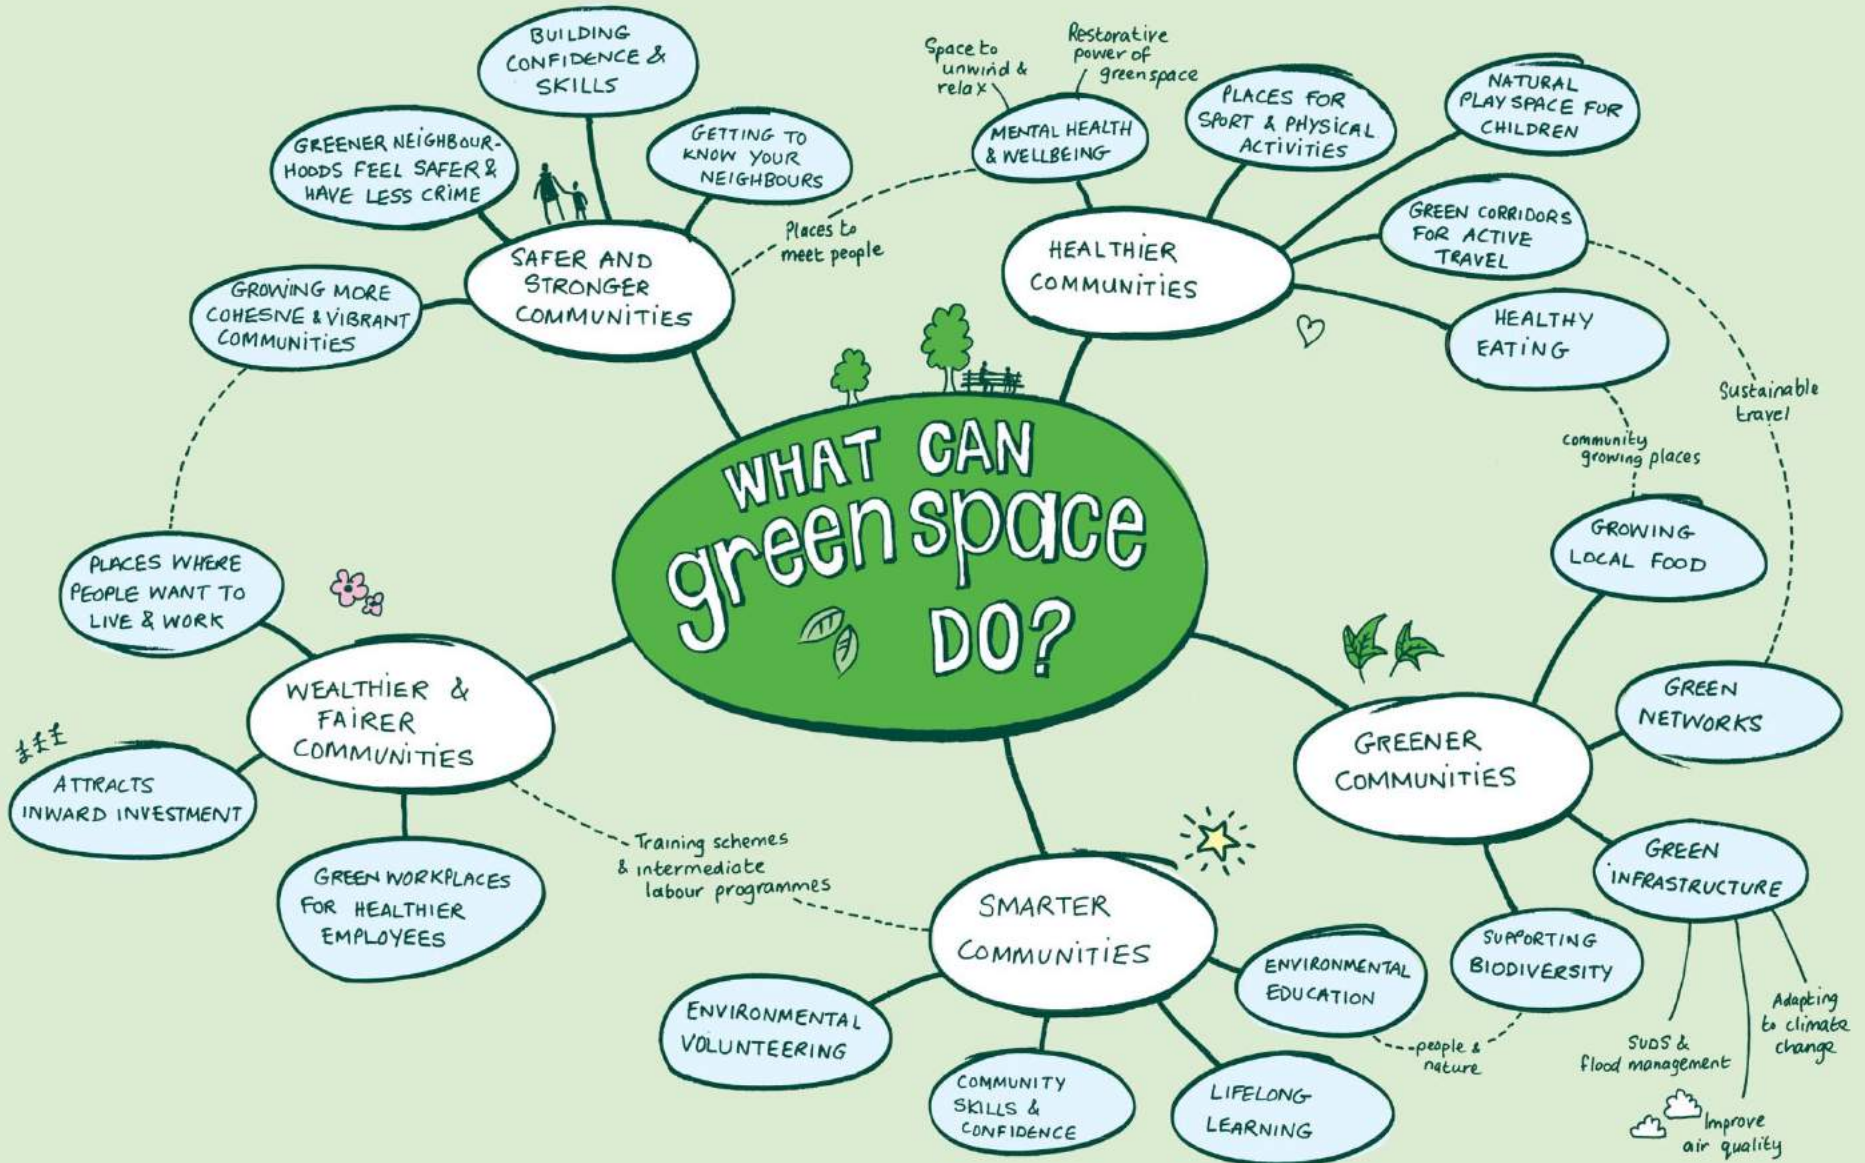 WHAT CAN
green space
DO?
SAFER AND
STRONGER
COMMUNITIES
BUILDING
CONFIDENCE &
SKILLS
GREENER NEIGHBOUR-
HOODS FEEL SAFER &
HAVE LESS CRIME
GETTING TO
KNOW YOUR
NEIGHBOURS
GROWING MORE
COHESIVE & VIBRANT
COMMUNITIES
Places to
meet people
HEALTHIER
COMMUNITIES
Space to
unwind &
relax
Restorative
power of
greenspace
MENTAL HEALTH
& WELLBEING
PLACES FOR
SPORT & PHYSICAL
ACTIVITIES
NATURAL
PLAY SPACE FOR
CHILDREN
GREEN CORRIDORS
FOR ACTIVE
TRAVEL
HEALTHY
EATING
Sustainable
travel
community
growing places
GREENER
COMMUNITIES
GROWING
LOCAL FOOD
GREEN
NETWORKS
GREEN
INFRASTRUCTURE
SUPPORTING
BIODIVERSITY
SUDS &
flood management
Adapting
to climate
change
Improve
air quality
people &
nature
SMARTER
COMMUNITIES
ENVIRONMENTAL
EDUCATION
LIFELONG
LEARNING
COMMUNITY
SKILLS &
CONFIDENCE
ENVIRONMENTAL
VOLUNTEERING
Training schemes
& intermediate
labour programmes
WEALTHIER &
FAIRER
COMMUNITIES
PLACES WHERE
PEOPLE WANT TO
LIVE & WORK
£££
ATTRACTS
INWARD INVESTMENT
GREEN WORKPLACES
FOR HEALTHIER
EMPLOYEES